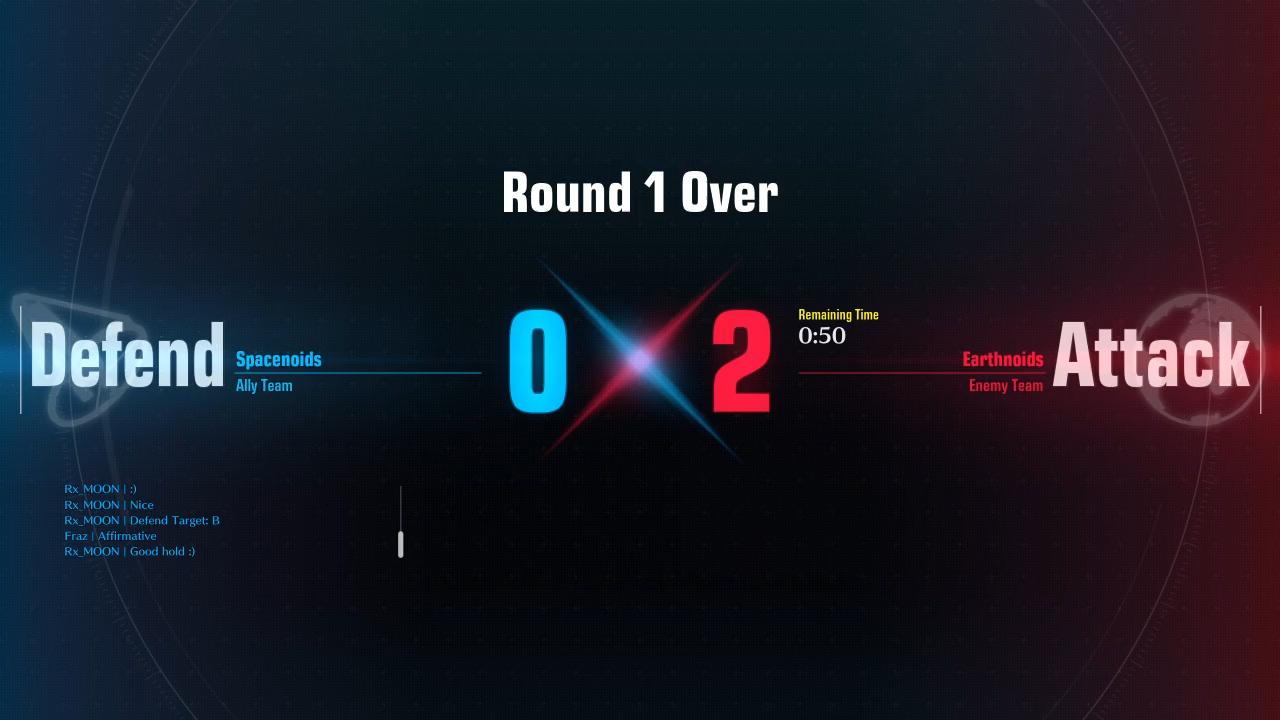 Round 1 Over
Defend
Spacenoids
Ally Team
0
2
Remaining Time
0:50
Earthnoids
Enemy Team
Attack
Rx_MOON | :)
Rx_MOON | Nice
Rx_MOON | Defend Target: B
Fraz | Affirmative
Rx_MOON | Good hold :)